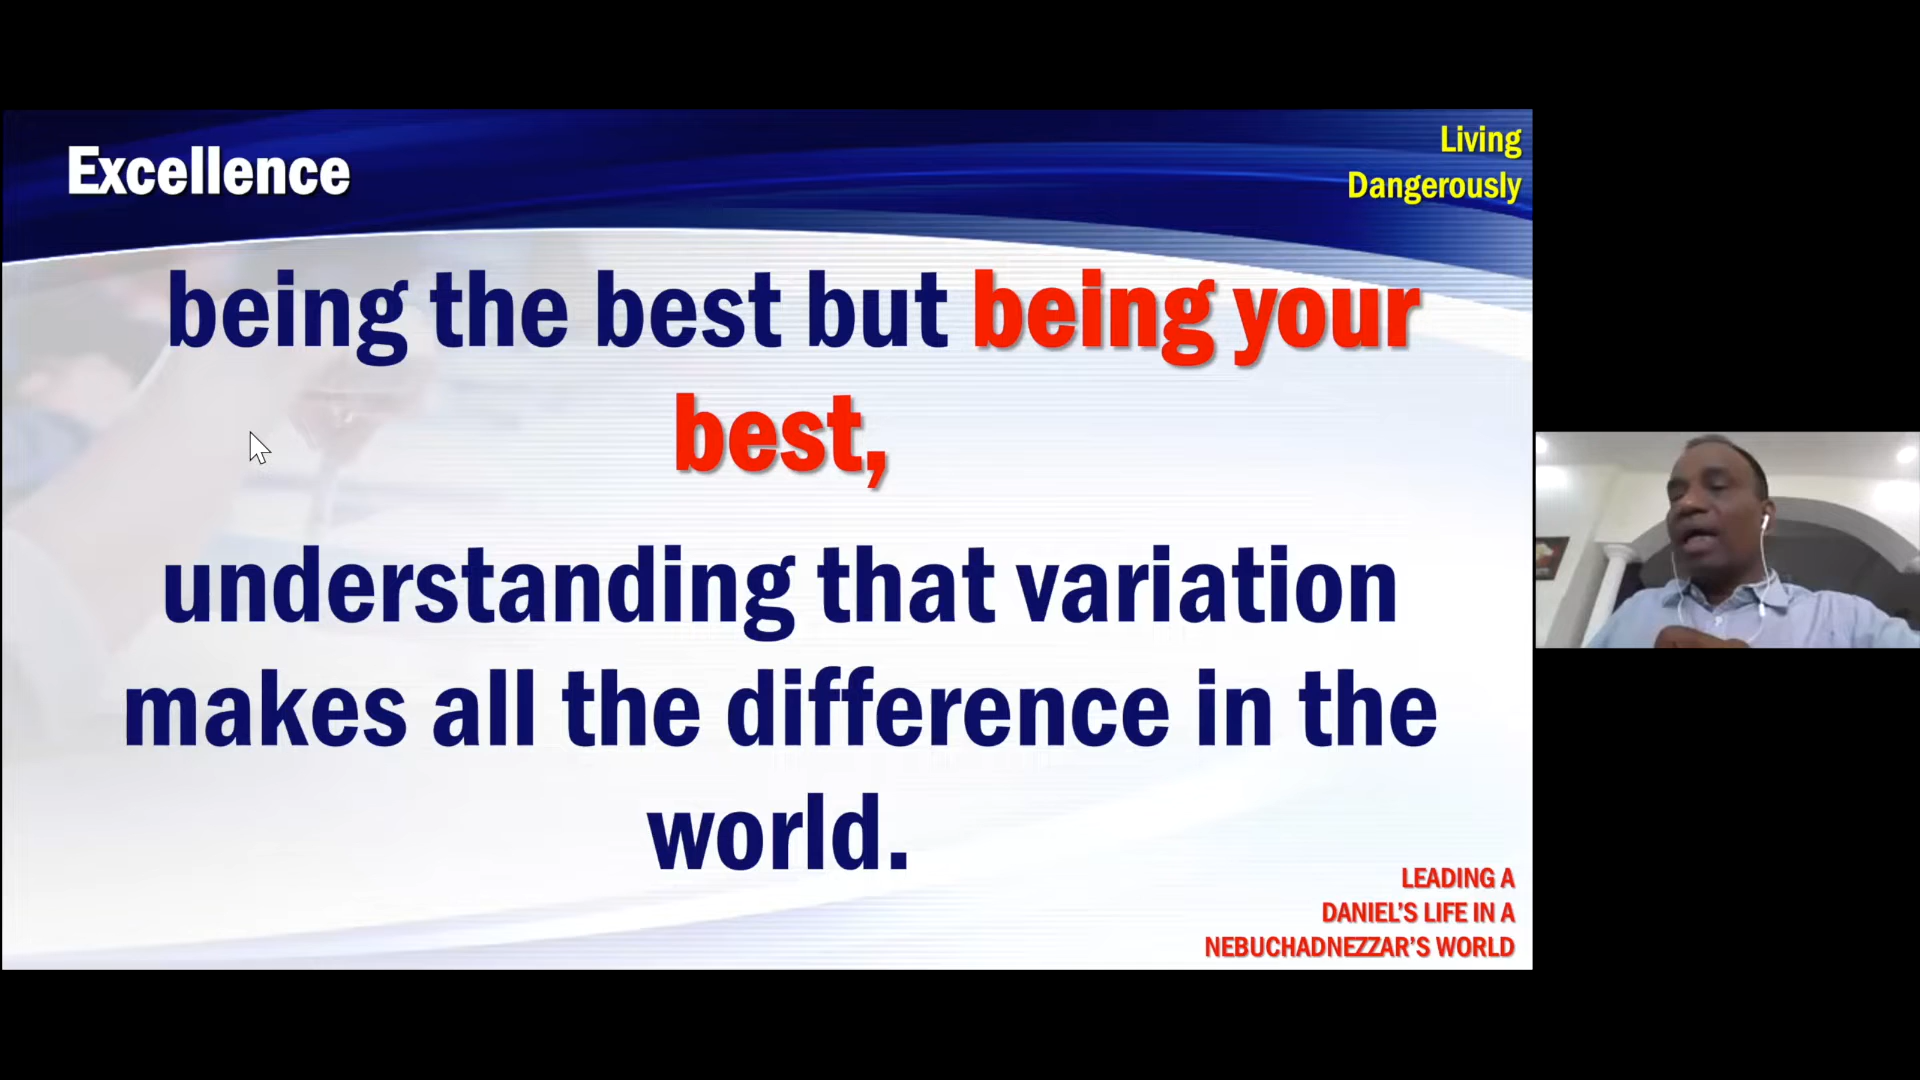 Excellence
Living
Dangerously
being the best but being your
best,
understanding that variation
makes all the difference in the
world.
LEADING A
DANIEL'S LIFE IN A
NEBUCHADNEZZAR'S WORLD